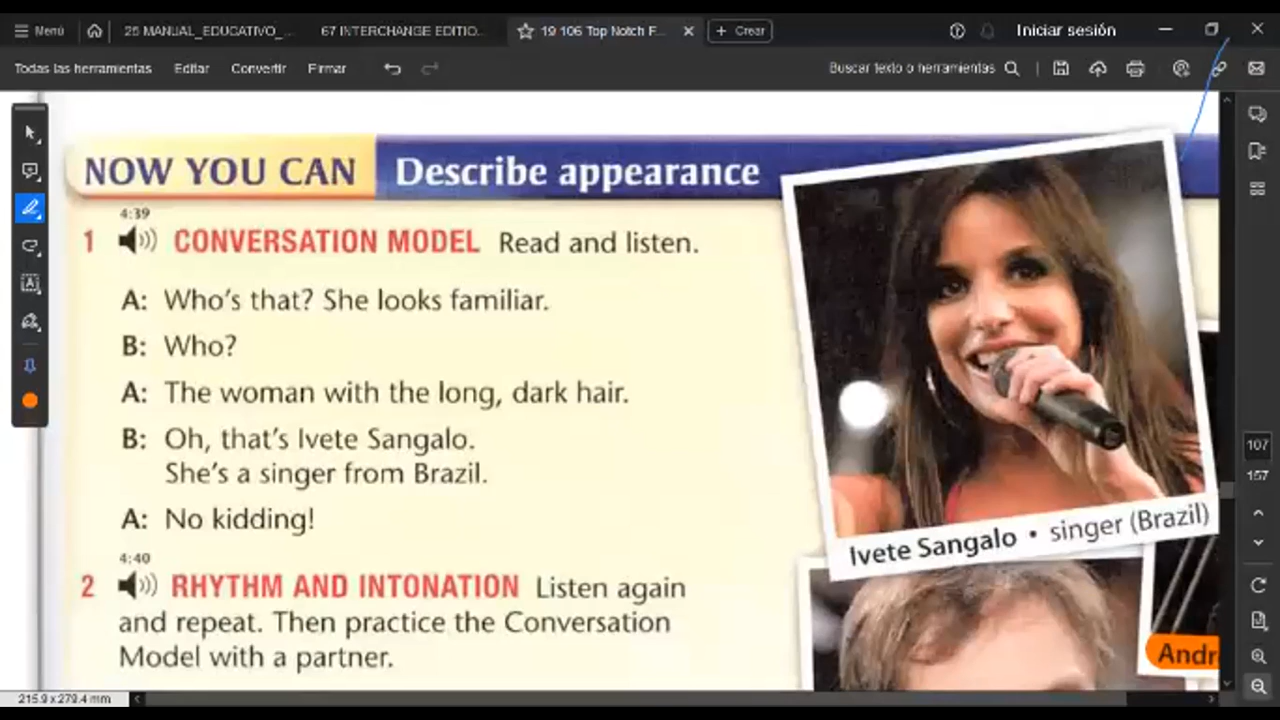 Menú
25 MANUAL_EDUCATIVO_...
67 INTERCHANGE EDITIO...
19 106 Top Notch F...
Crear
Iniciar sesión
Todas las herramientas
Editar
Convertir
Firmar
Buscar texto o herramientas
NOW YOU CAN Describe appearance
4:39
1 CONVERSATION MODEL Read and listen.
A: Who's that? She looks familiar.
B: Who?
A: The woman with the long, dark hair.
B: Oh, that's Ivete Sangalo.
She's a singer from Brazil.
A: No kidding!
Ivete Sangalo • singer (Brazil)
4:40
2 RHYTHM AND INTONATION Listen again
and repeat. Then practice the Conversation
Model with a partner.
Andr
107
157
215.9 x 279.4 mm